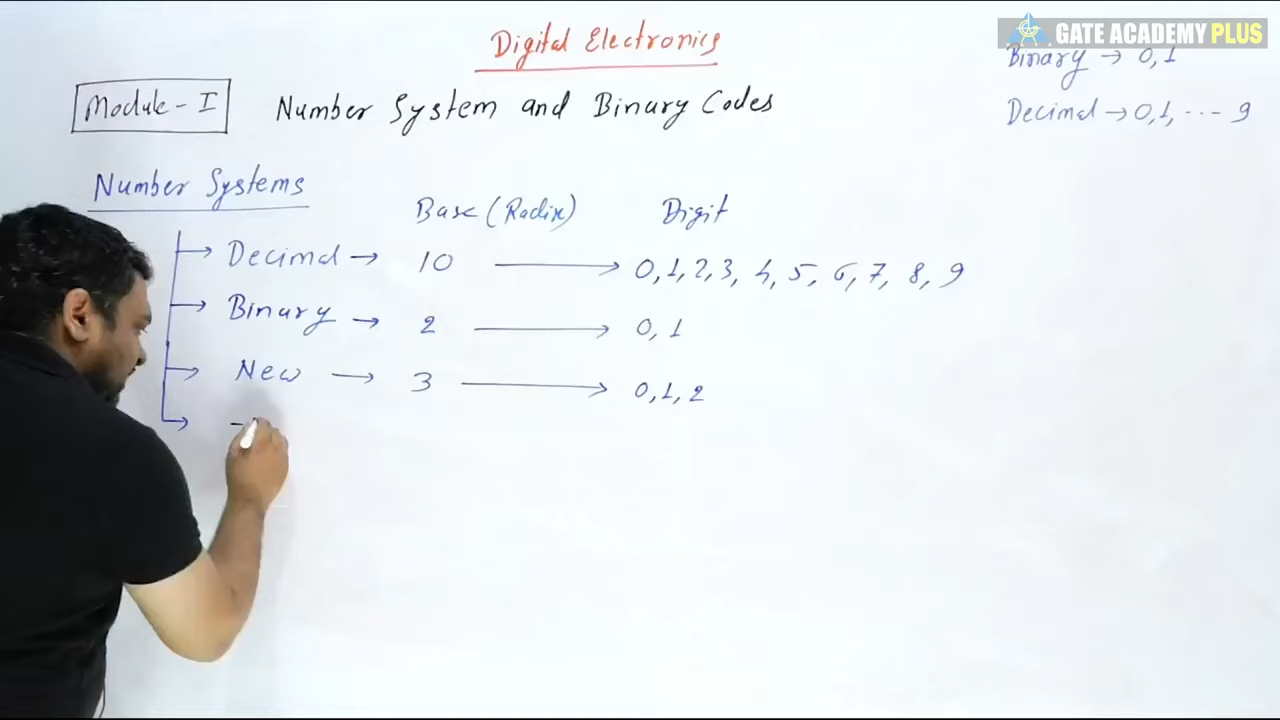 Digital Electronics
GATE ACADEMY PLUS
Binary → 0, 1
Module - I Number System and Binary Codes
Decimal → 0, 1, ... 9
Number Systems
Base (Radix) Digit
→ Decimal → 10 → 0, 1, 2, 3, 4, 5, 6, 7, 8, 9
→ Binary → 2 → 0, 1
→ New → 3 → 0, 1, 2
→